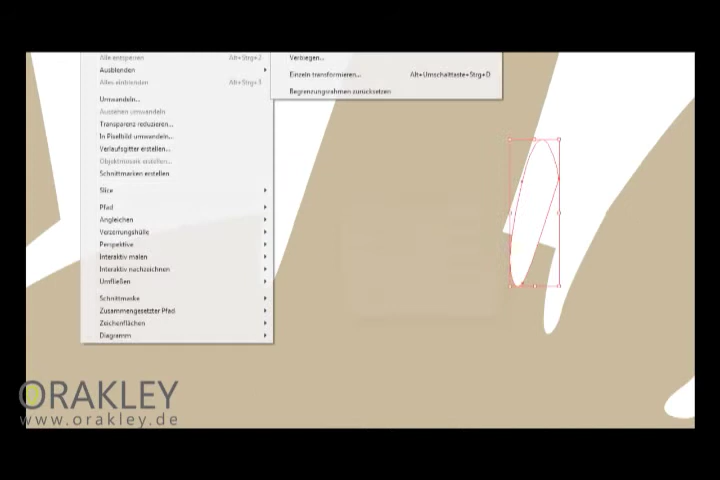 Alle entsperren Alt+Strg+2
Ausblenden
Alles einblenden Alt+Strg+3
Umwandeln...
Aussehen umwandeln
Transparenz reduzieren...
In Pixelbild umwandeln...
Verlaufsgitter erstellen...
Objektmosaik erstellen...
Schnittmarken erstellen
Slice
Pfad
Angleichen
Verzerrungshülle
Perspektive
Interaktiv malen
Interaktiv nachzeichnen
Umfließen
Schnittmaske
Zusammengesetzter Pfad
Zeichenflächen
Diagramm
Verbiegen...
Einzeln transformieren... Alt+Umschalttaste+Strg+D
Begrenzungsrahmen zurücksetzen
ORAKLEY
www.orakley.de